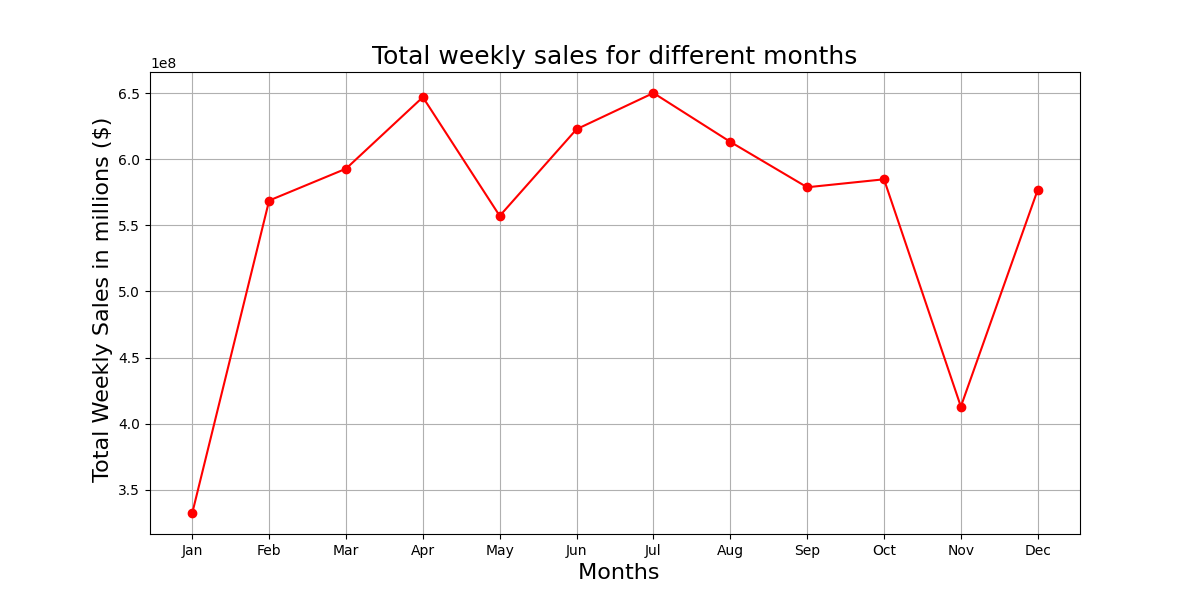 Total weekly sales for different months
1e8
6.5
6.0
5.5
5.0
4.5
4.0
3.5
Total Weekly Sales in millions ($)
Jan Feb Mar Apr May Jun Jul Aug Sep Oct Nov Dec
Months